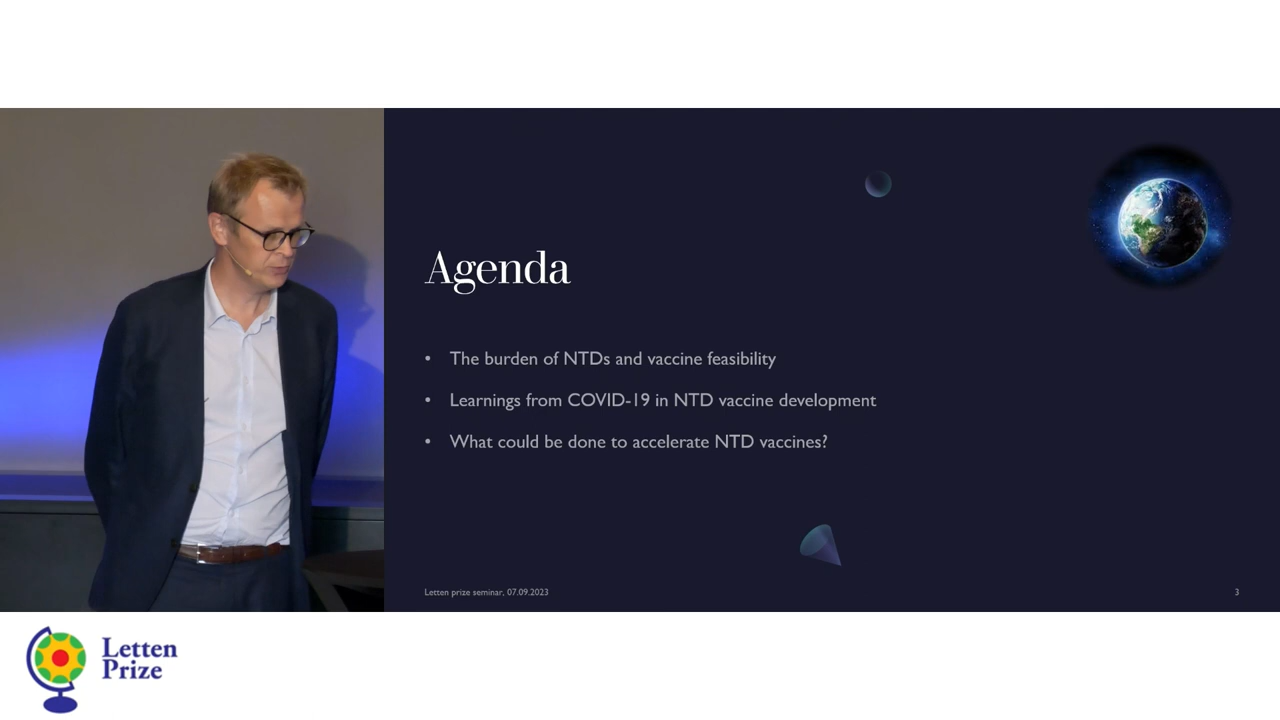 Agenda
• The burden of NTDs and vaccine feasibility
• Learnings from COVID-19 in NTD vaccine development
• What could be done to accelerate NTD vaccines?
Letten prize seminar, 07.09.2023
3
Letten
Prize